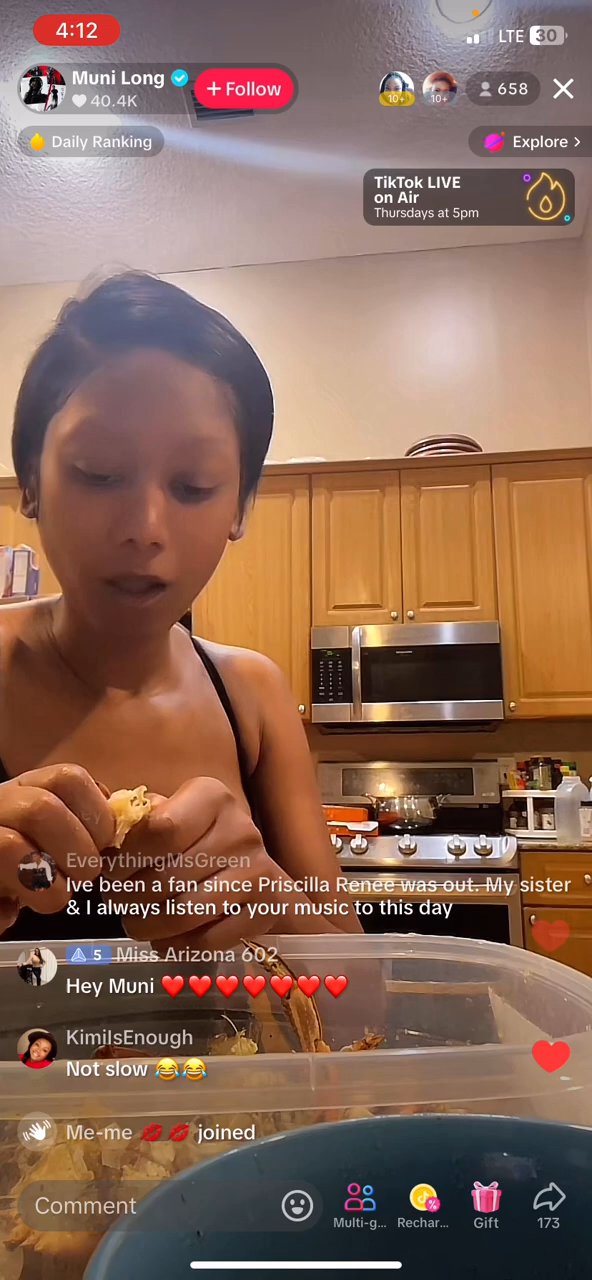 4:12
LTE 30
Muni Long
40.4K
+ Follow
10+
10+
658
Daily Ranking
Explore >
TikTok LIVE
on Air
Thursdays at 5pm
EverythingMsGreen
Ive been a fan since Priscilla Renee was out. My sister
& I always listen to your music to this day
5 Miss Arizona 602
Hey Muni ❤️❤️❤️❤️❤️❤️❤️
KimiIsEnough
Not slow 😂😂
Me-me 💋💋 joined
Comment
Multi-g...
Rechar...
Gift
173